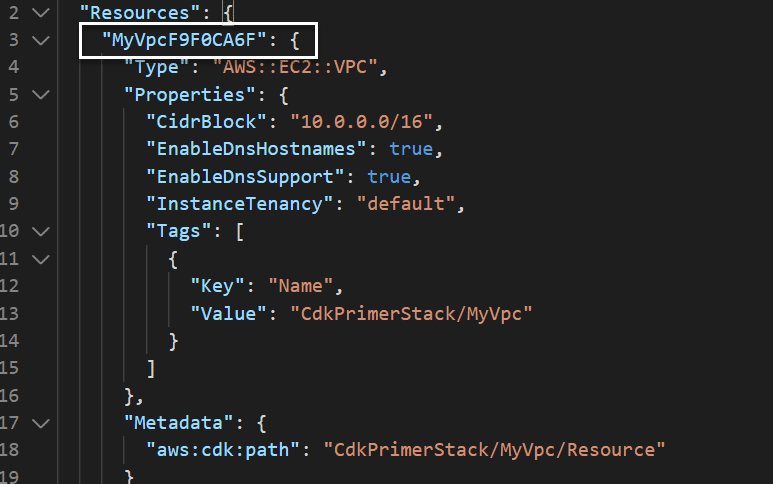 2 "Resources": {
3 "MyVpcF9F0CA6F": {
4 "Type": "AWS::EC2::VPC",
5 "Properties": {
6 "CidrBlock": "10.0.0.0/16",
7 "EnableDnsHostnames": true,
8 "EnableDnsSupport": true,
9 "InstanceTenancy": "default",
10 "Tags": [
11 {
12 "Key": "Name",
13 "Value": "CdkPrimerStack/MyVpc"
14 }
15 ]
16 },
17 "Metadata": {
18 "aws:cdk:path": "CdkPrimerStack/MyVpc/Resource"
19 }